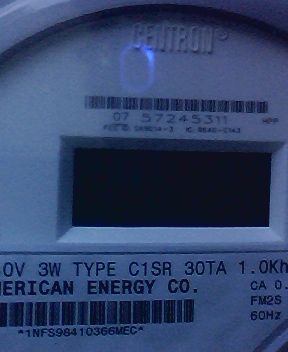 CENTRON®
07 57245311
0V 3W TYPE C1SR 30TA 1.0Kh
MERICAN ENERGY CO. CA 0.
FM2S
*1NFS98410366MEC* 60Hz